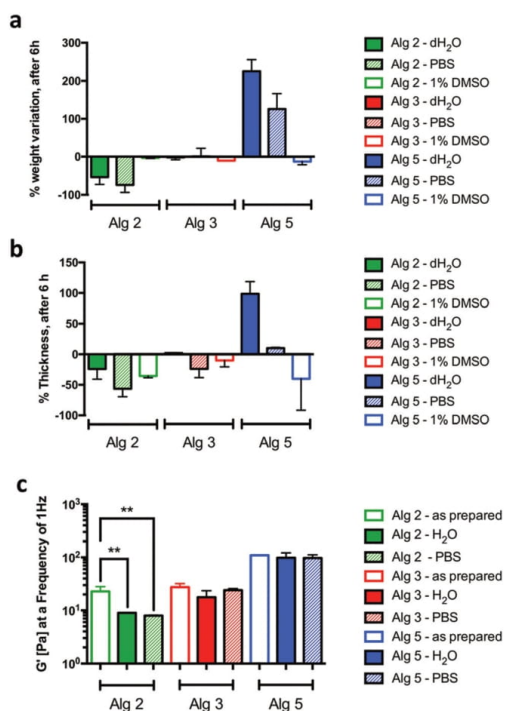 a
% weight variation, after 6h
300
200
100
0
-100
Alg 2
Alg 3
Alg 5
Alg 2 - dH₂O
Alg 2 - PBS
Alg 2 - 1% DMSO
Alg 3 - dH₂O
Alg 3 - PBS
Alg 3 - 1% DMSO
Alg 5 - dH₂O
Alg 5 - PBS
Alg 5 - 1% DMSO
b
% Thickness, after 6 h
150
100
50
0
-50
-100
Alg 2
Alg 3
Alg 5
Alg 2 - dH₂O
Alg 2 - PBS
Alg 2 - 1% DMSO
Alg 3 - dH₂O
Alg 3 - PBS
Alg 3 - 1% DMSO
Alg 5 - dH₂O
Alg 5 - PBS
Alg 5 - 1% DMSO
c
G' [Pa] at a Frequency of 1Hz
10³
10²
10¹
10⁰
**
**
Alg 2
Alg 3
Alg 5
Alg 2 - as prepared
Alg 2 - H₂O
Alg 2 - PBS
Alg 3 - as prepared
Alg 3 - H₂O
Alg 3 - PBS
Alg 5 - as prepared
Alg 5 - H₂O
Alg 5 - PBS